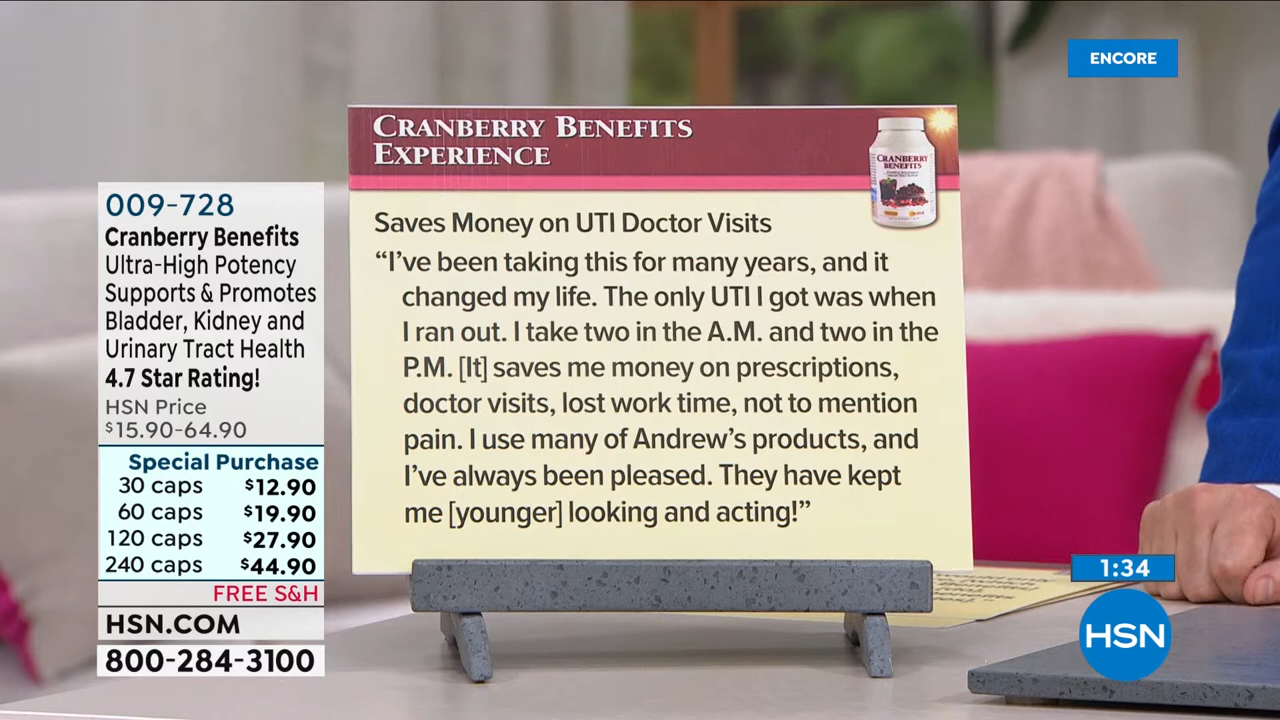 ENCORE
CRANBERRY BENEFITS
EXPERIENCE
CRANBERRY
BENEFITS
Saves Money on UTI Doctor Visits
“I’ve been taking this for many years, and it
changed my life. The only UTI I got was when
I ran out. I take two in the A.M. and two in the
P.M. [It] saves me money on prescriptions,
doctor visits, lost work time, not to mention
pain. I use many of Andrew’s products, and
I’ve always been pleased. They have kept
me [younger] looking and acting!”
009-728
Cranberry Benefits
Ultra-High Potency
Supports & Promotes
Bladder, Kidney and
Urinary Tract Health
4.7 Star Rating!
HSN Price
$15.90-64.90
Special Purchase
30 caps $12.90
60 caps $19.90
120 caps $27.90
240 caps $44.90
FREE S&H
HSN.COM
800-284-3100
1:34
HSN